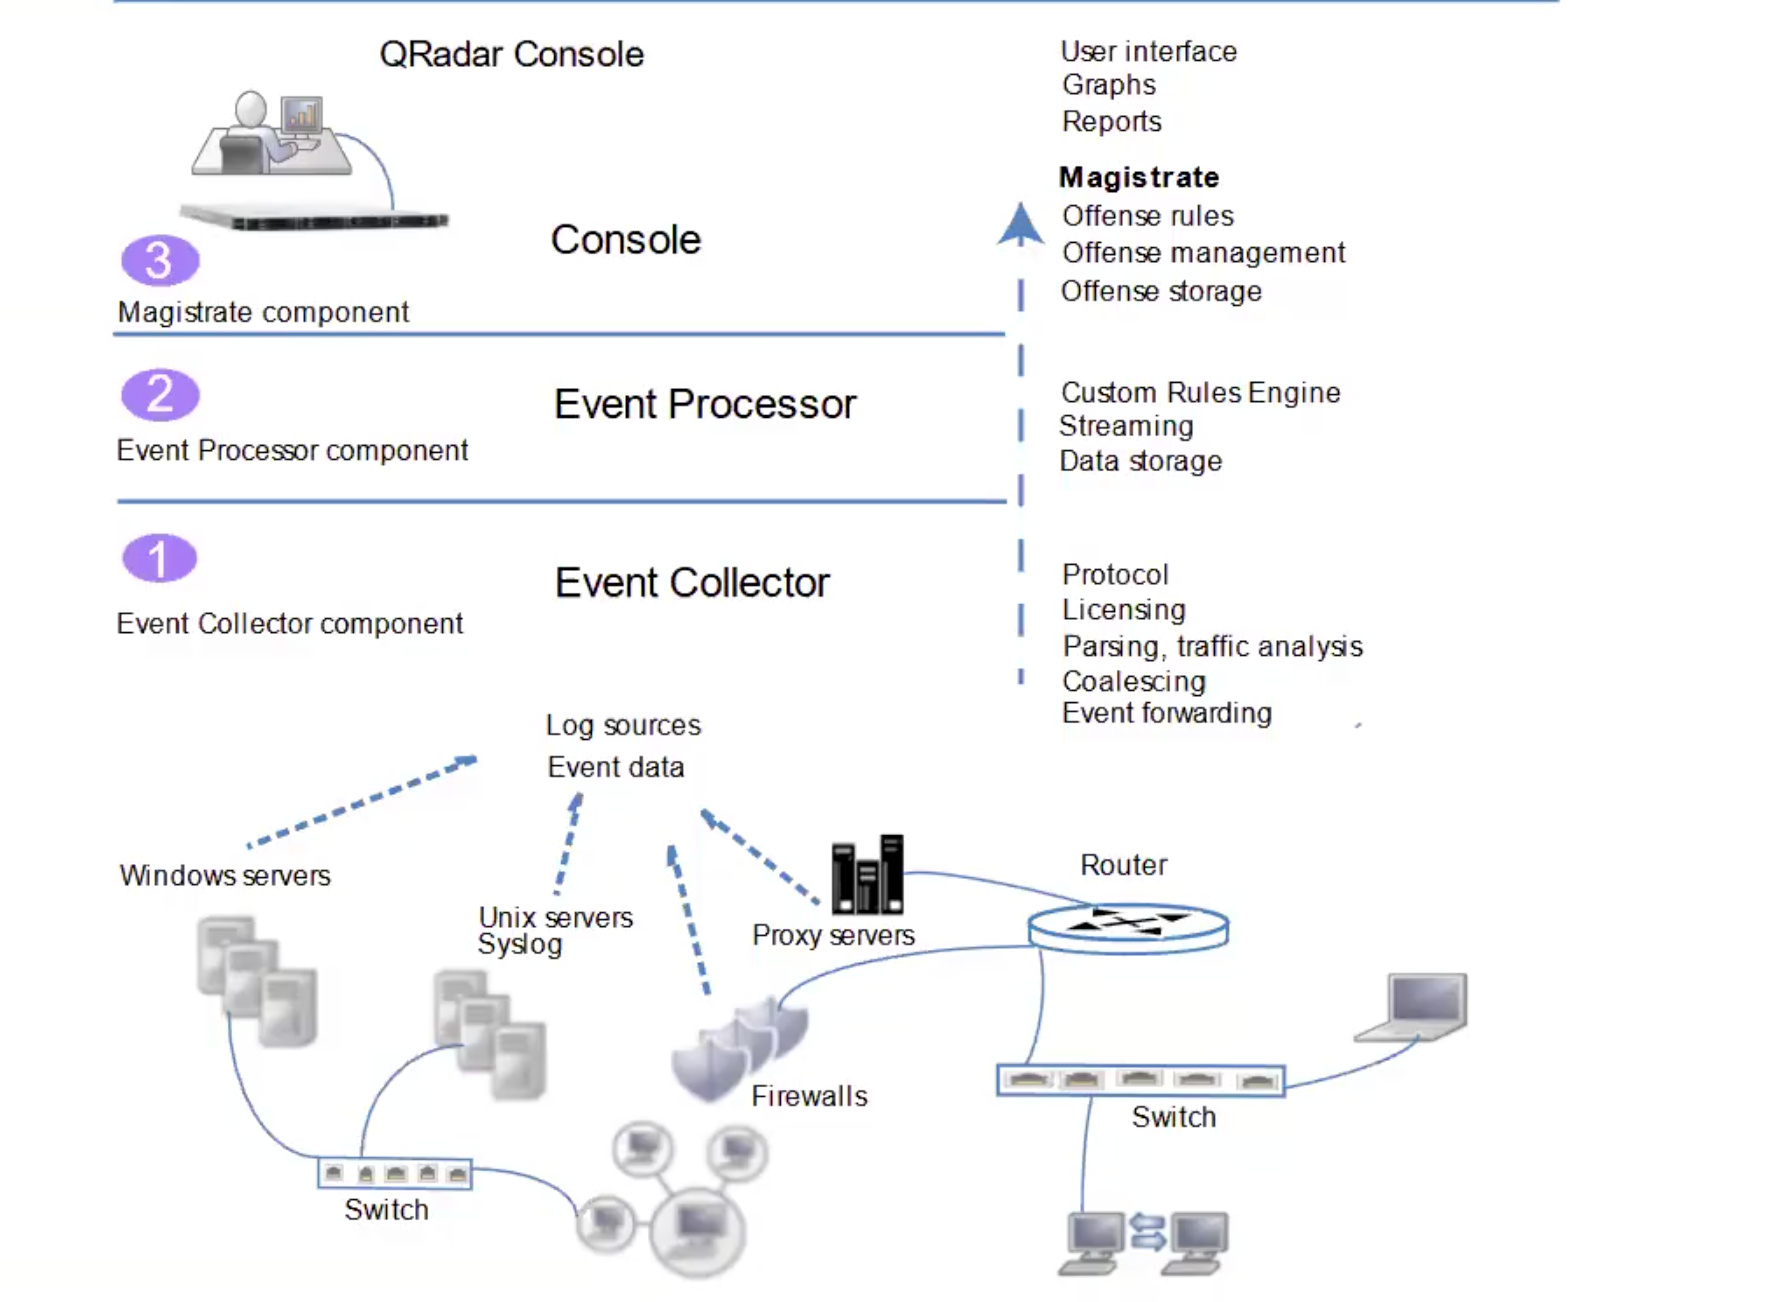 QRadar Console
User interface
Graphs
Reports
Magistrate
Offense rules
Offense management
Offense storage
Console
3
Magistrate component
2
Event Processor
Event Processor component
Custom Rules Engine
Streaming
Data storage
1
Event Collector
Event Collector component
Protocol
Licensing
Parsing, traffic analysis
Coalescing
Event forwarding
Log sources
Event data
Windows servers
Unix servers
Syslog
Proxy servers
Router
Firewalls
Switch
Switch